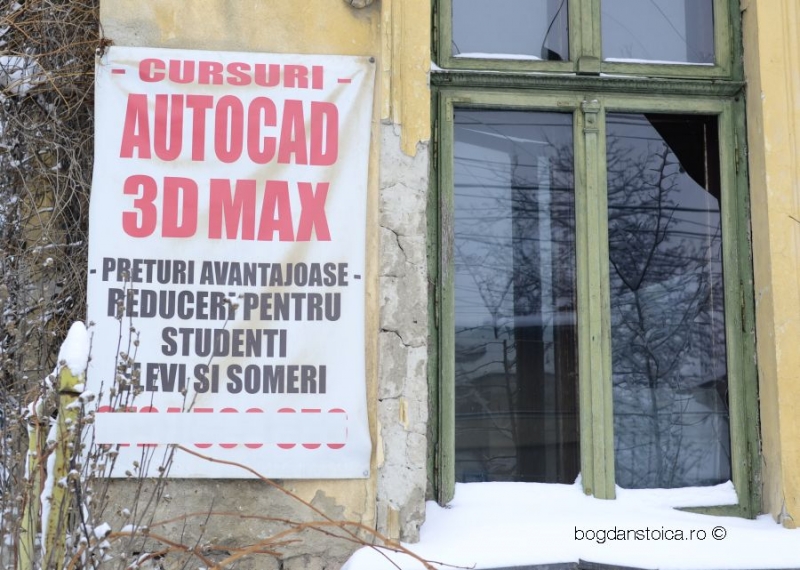 - CURSURI -
AUTOCAD
3D MAX
- PRETURI AVANTAJOASE -
REDUCERI PENTRU
STUDENTI
ELEVI SI SOMERI
bogdanstoica.ro ©